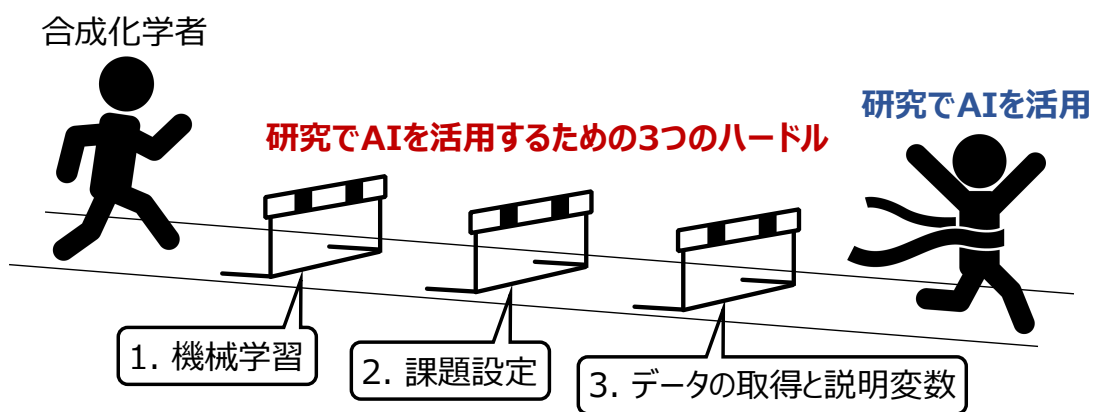 合成化学者
研究でAIを活用
研究でAIを活用するための3つのハードル
1. 機械学習
2. 課題設定
3. データの取得と説明変数